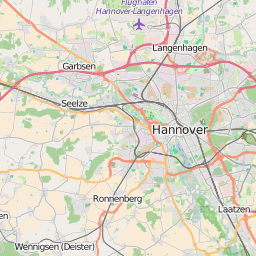 Flughafen
Hannover-Langenhagen
Langenhagen
Garbsen
Seelze
Hannover
Ronnenberg
Laatzen
Wennigsen (Deister)